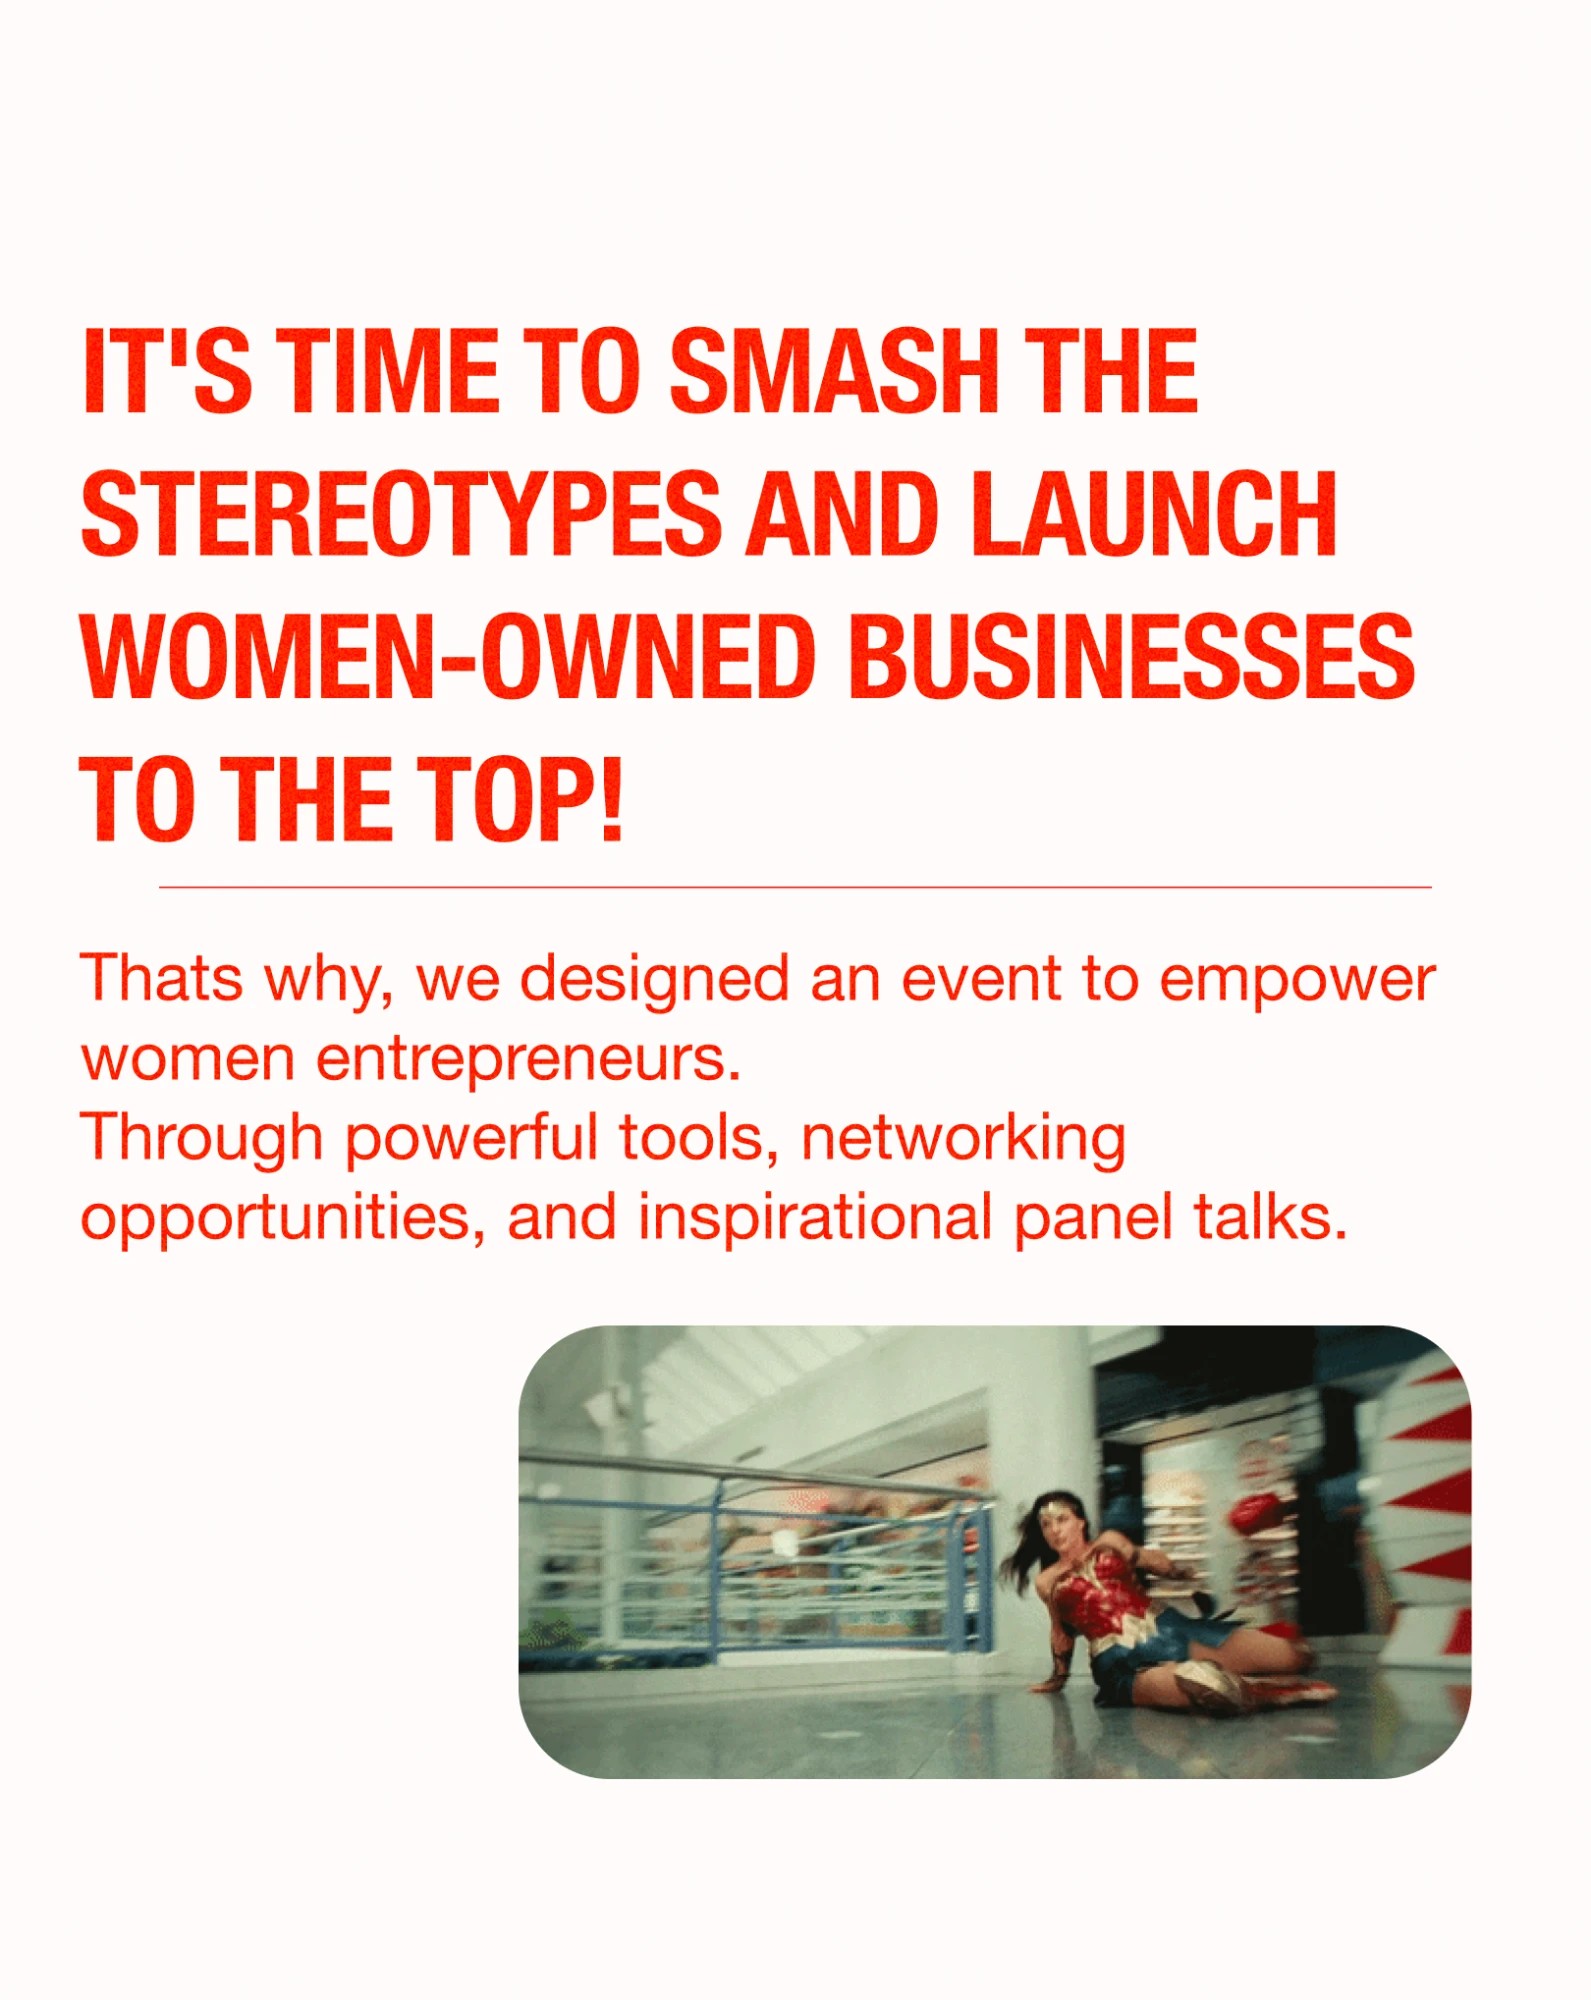 IT'S TIME TO SMASH THE
STEREOTYPES AND LAUNCH
WOMEN-OWNED BUSINESSES
TO THE TOP!
Thats why, we designed an event to empower
women entrepreneurs.
Through powerful tools, networking
opportunities, and inspirational panel talks.